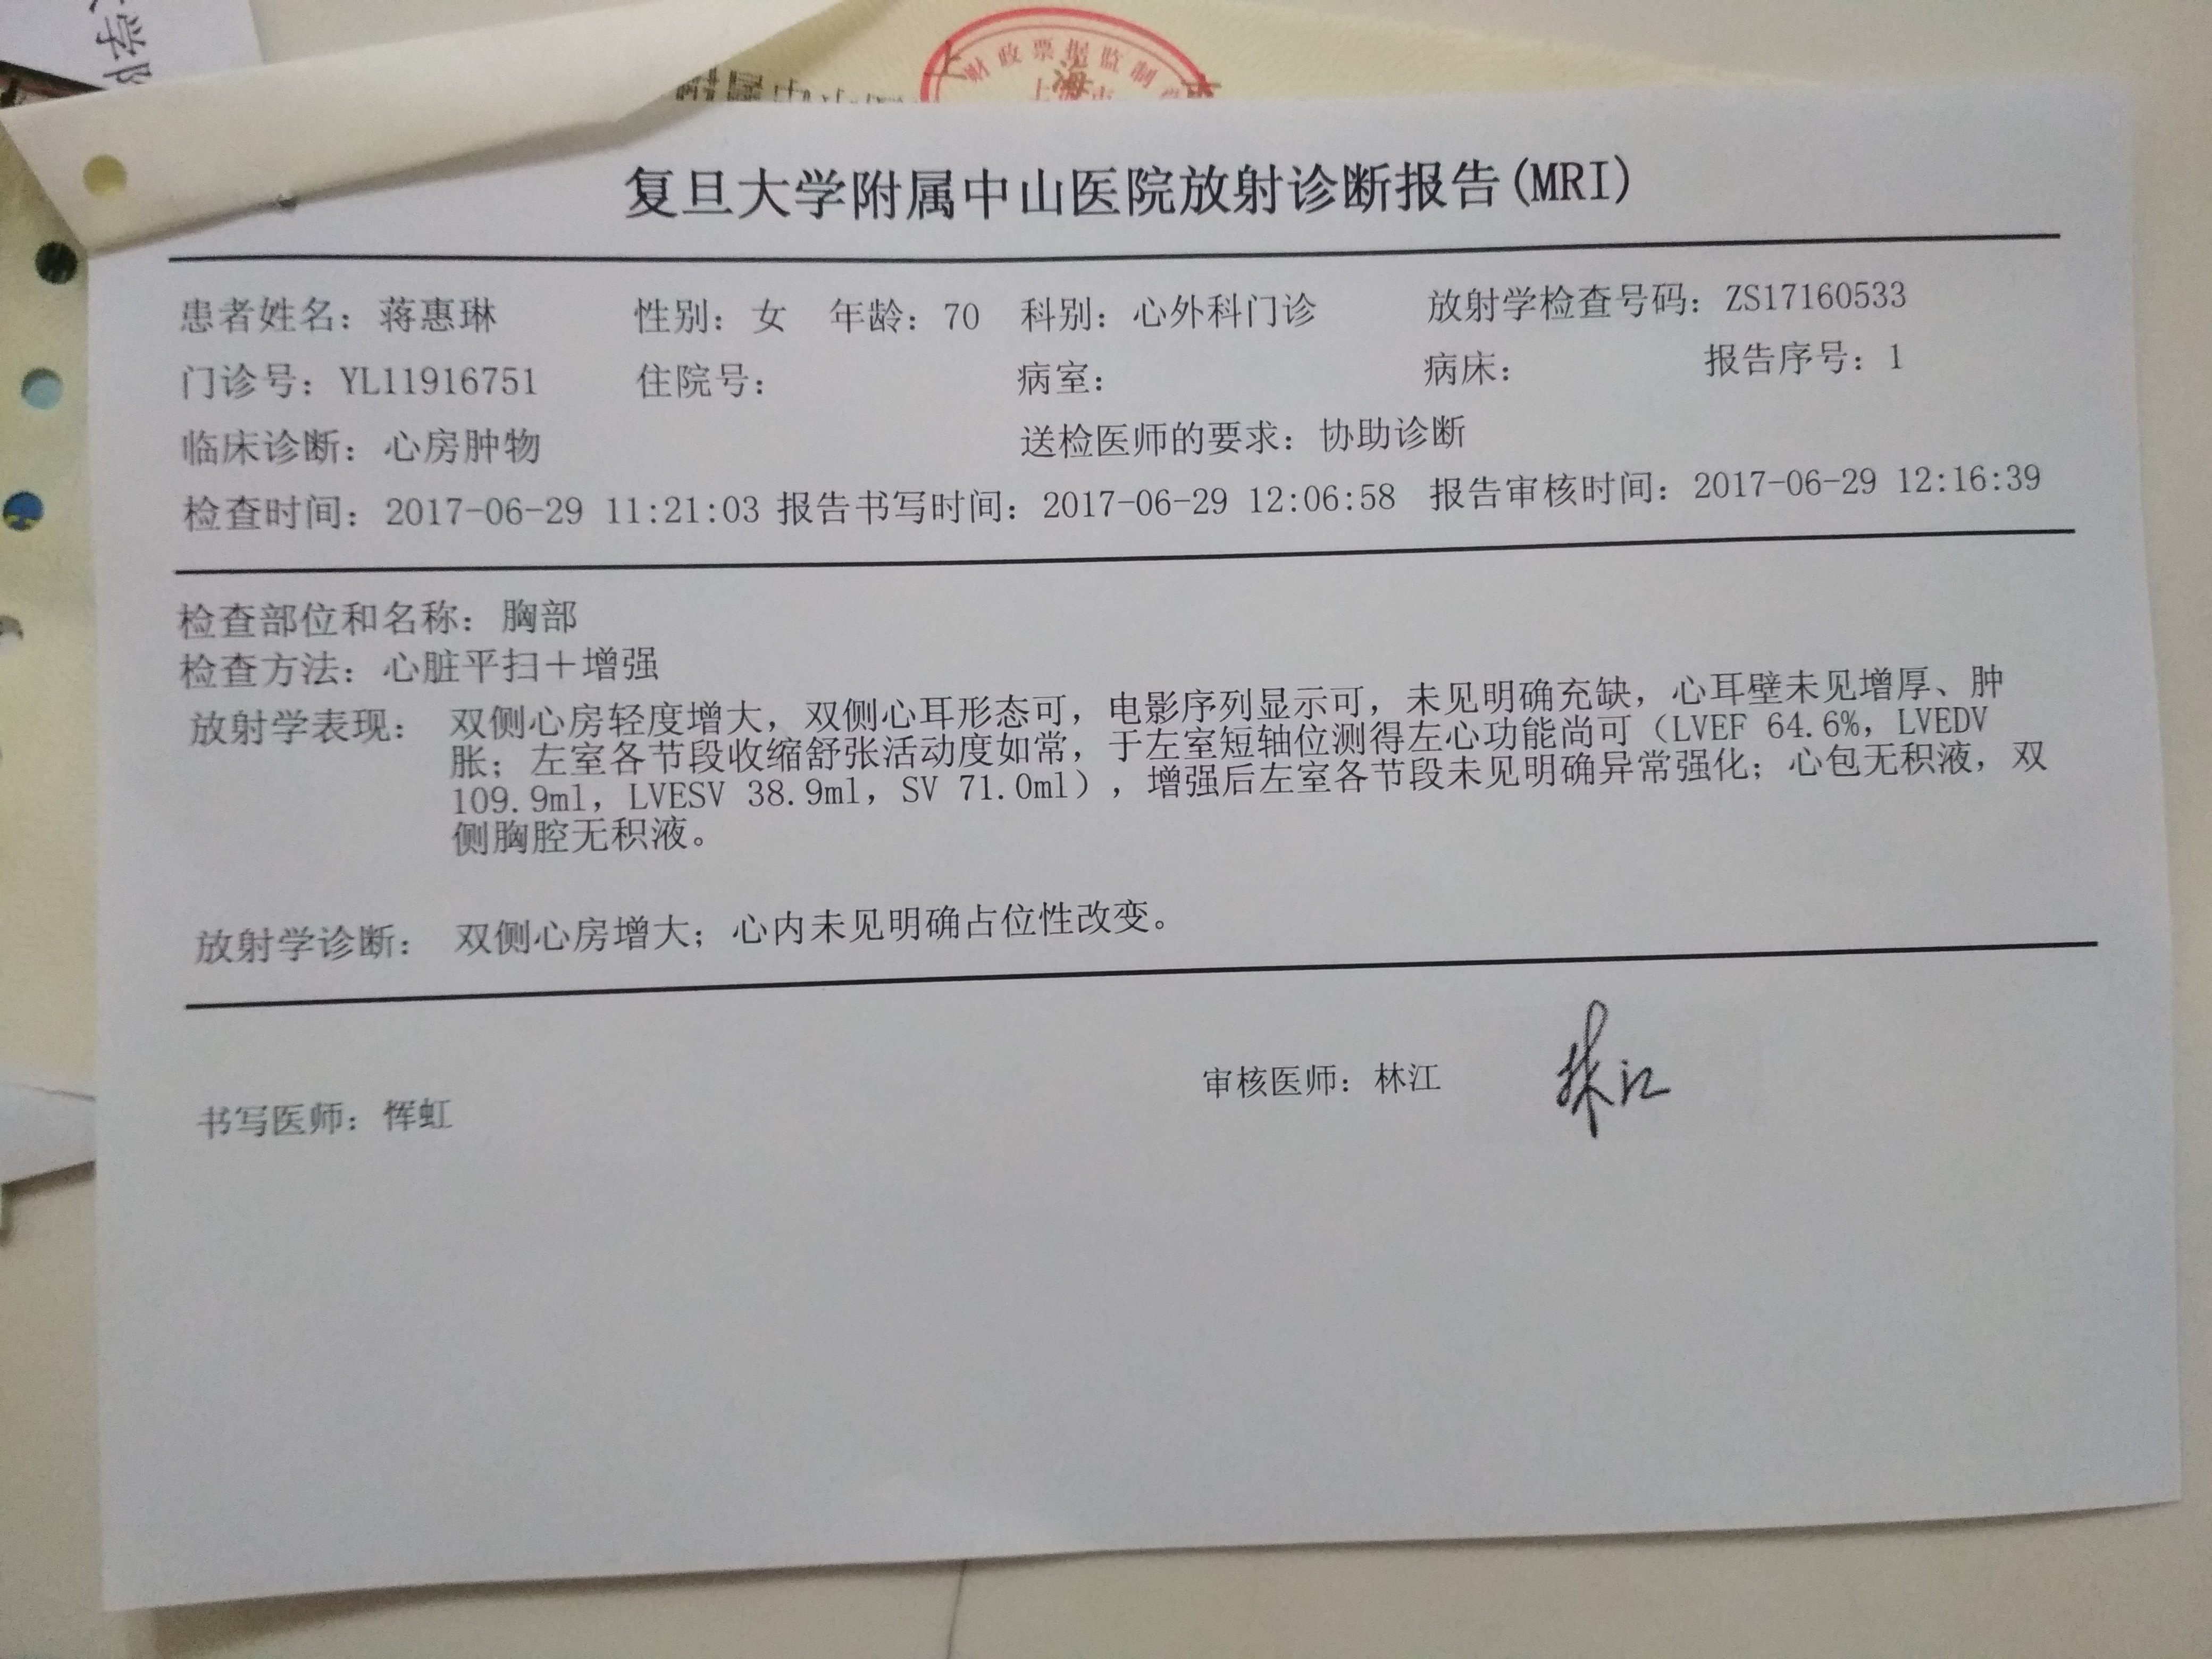 大学附
财政票据监制
上海市
复旦大学附属中山医院放射诊断报告(MRI)
患者姓名：蒋惠琳 性别：女 年龄：70 科别：心外科门诊 放射学检查号码：ZS17160533
门诊号：YL11916751 住院号： 病室： 病床： 报告序号：1
临床诊断：心房肿物 送检医师的要求：协助诊断
检查时间：2017-06-29 11:21:03 报告书写时间：2017-06-29 12:06:58 报告审核时间：2017-06-29 12:16:39
检查部位和名称：胸部
检查方法：心脏平扫＋增强
放射学表现：双侧心房轻度增大，双侧心耳形态可，电影序列显示可，未见明确充缺，心耳壁未见增厚、肿
胀；左室各节段收缩舒张活动度如常，于左室短轴位测得左心功能尚可（LVEF 64.6%，LVEDV
109.9ml，LVESV 38.9ml，SV 71.0ml），增强后左室各节段未见明确异常强化；心包无积液，双
侧胸腔无积液。
放射学诊断：双侧心房增大；心内未见明确占位性改变。
审核医师：林江 林江
书写医师：恽虹